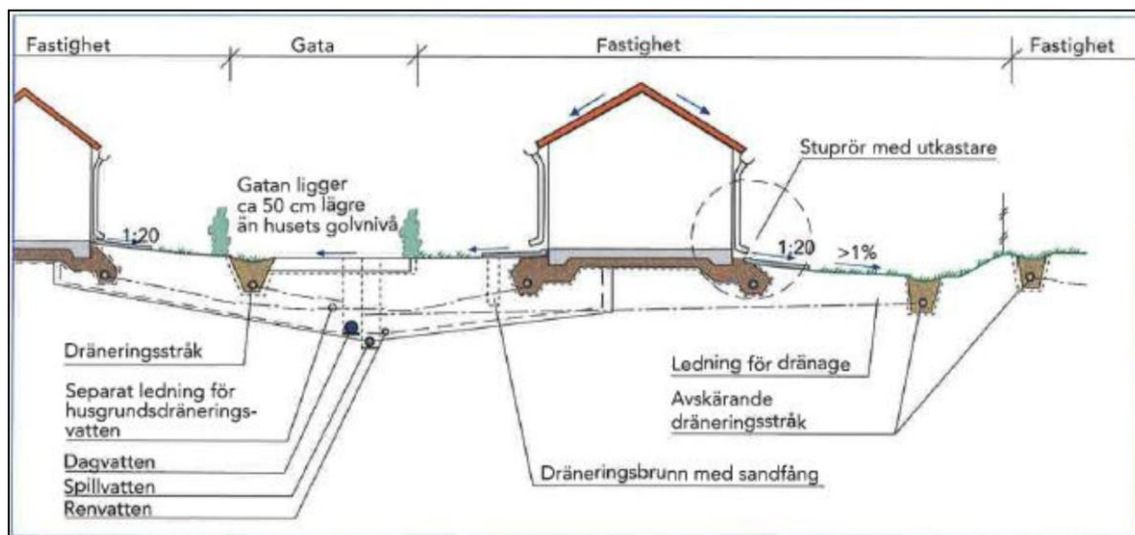 Fastighet
Gata
Fastighet
Fastighet
Stuprör med utkastare
Gatan ligger
ca 50 cm lägre
än husets golvnivå
1:20
1:20
>1%
Dräneringsstråk
Separat ledning för
husgrundsdränerings-
vatten
Dagvatten
Spillvatten
Renvatten
Ledning för dränage
Avskärande
dräneringsstråk
Dräneringsbrunn med sandfång